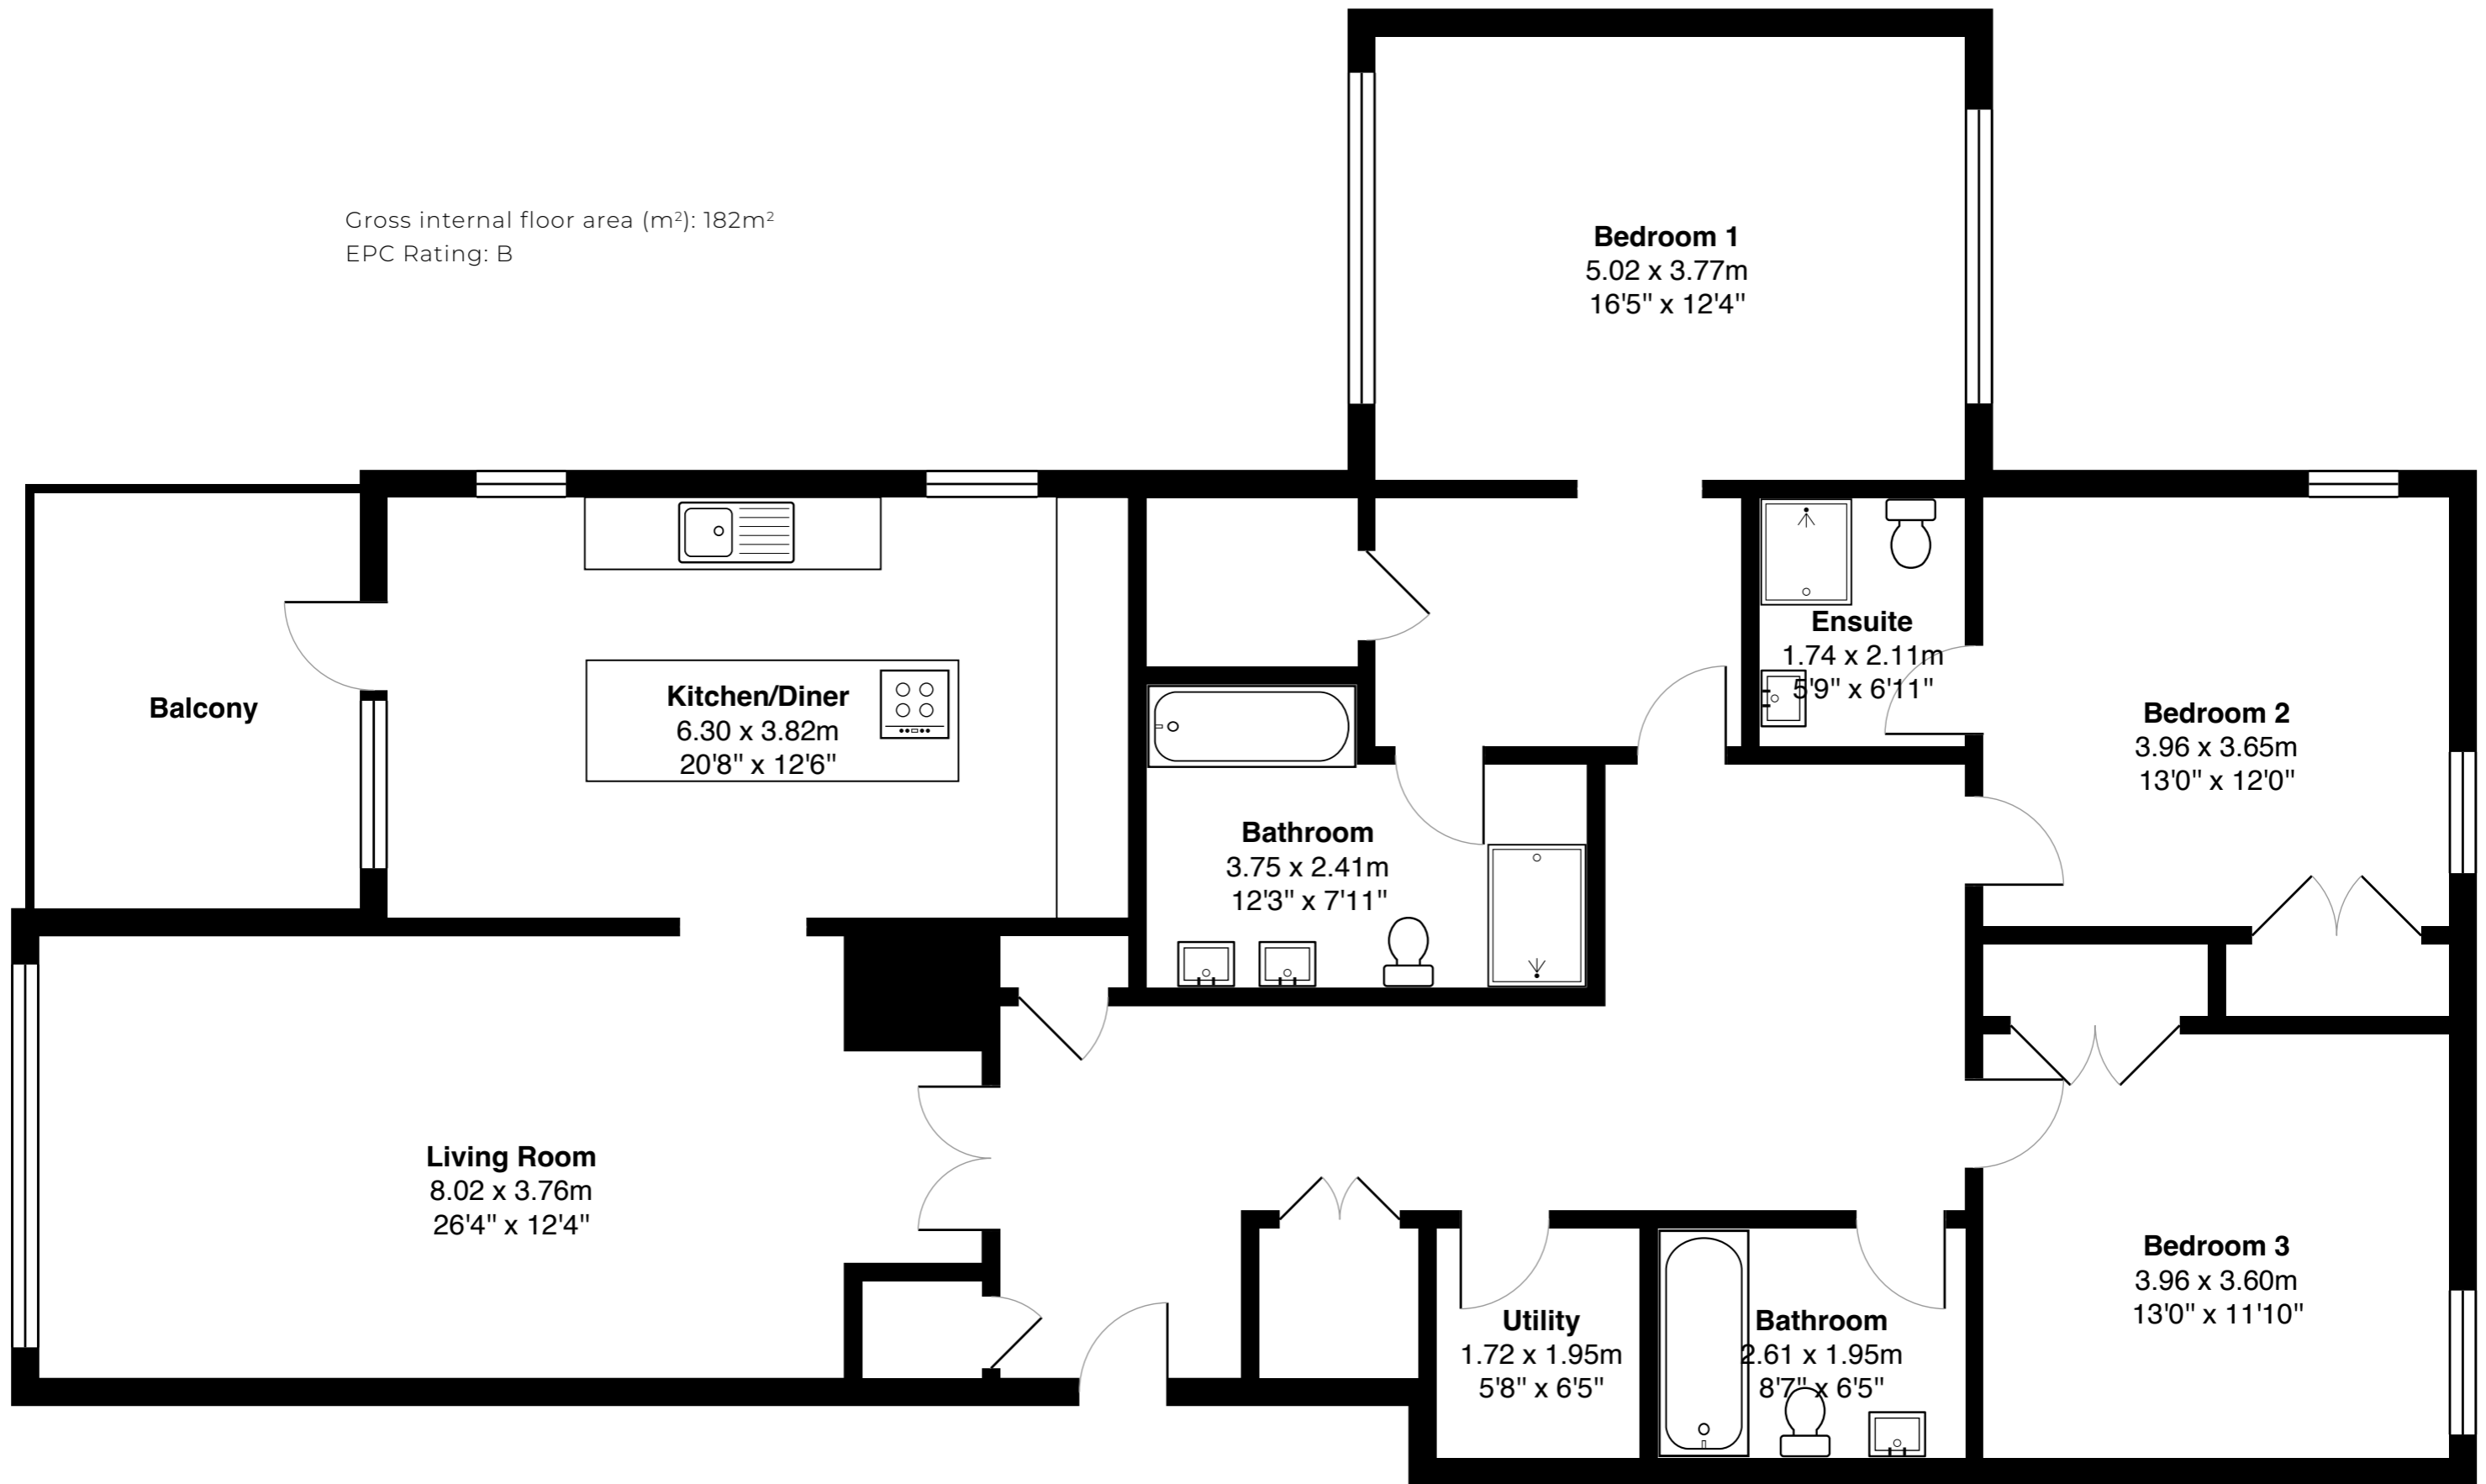 Gross internal floor area (m²): 182m²
EPC Rating: B
Bedroom 1
5.02 x 3.77m
16'5" x 12'4"
Ensuite
1.74 x 2.11m
5'9" x 6'11"
Balcony
Kitchen/Diner
6.30 x 3.82m
20'8" x 12'6"
Bedroom 2
3.96 x 3.65m
13'0" x 12'0"
Bathroom
3.75 x 2.41m
12'3" x 7'11"
Living Room
8.02 x 3.76m
26'4" x 12'4"
Bedroom 3
3.96 x 3.60m
13'0" x 11'10"
Utility
1.72 x 1.95m
5'8" x 6'5"
Bathroom
2.61 x 1.95m
8'7" x 6'5"